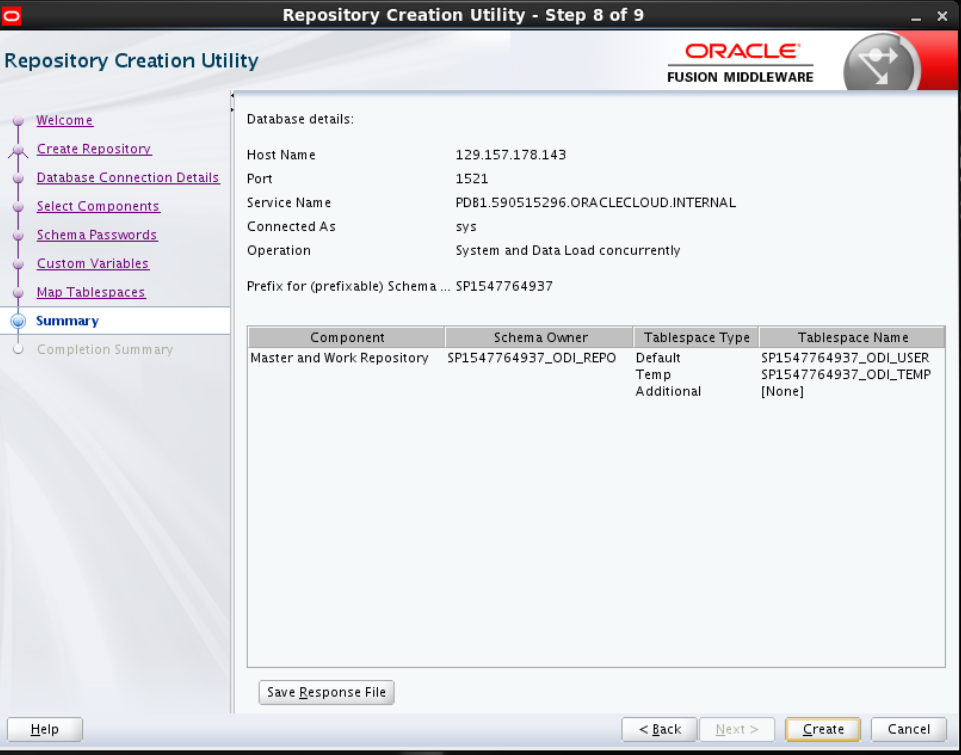 Repository Creation Utility - Step 8 of 9
Repository Creation Utility
ORACLE
FUSION MIDDLEWARE
Welcome
Create Repository
Database Connection Details
Select Components
Schema Passwords
Custom Variables
Map Tablespaces
Summary
Completion Summary
Database details:
Host Name 129.157.178.143
Port 1521
Service Name PDB1.590515296.ORACLECLOUD.INTERNAL
Connected As sys
Operation System and Data Load concurrently
Prefix for (prefixable) Schema ... SP1547764937
Component Schema Owner Tablespace Type Tablespace Name
Master and Work Repository SP1547764937_ODI_REPO Default SP1547764937_ODI_USER
Temp SP1547764937_ODI_TEMP
Additional [None]
Save Response File
Help < Back Next > Create Cancel